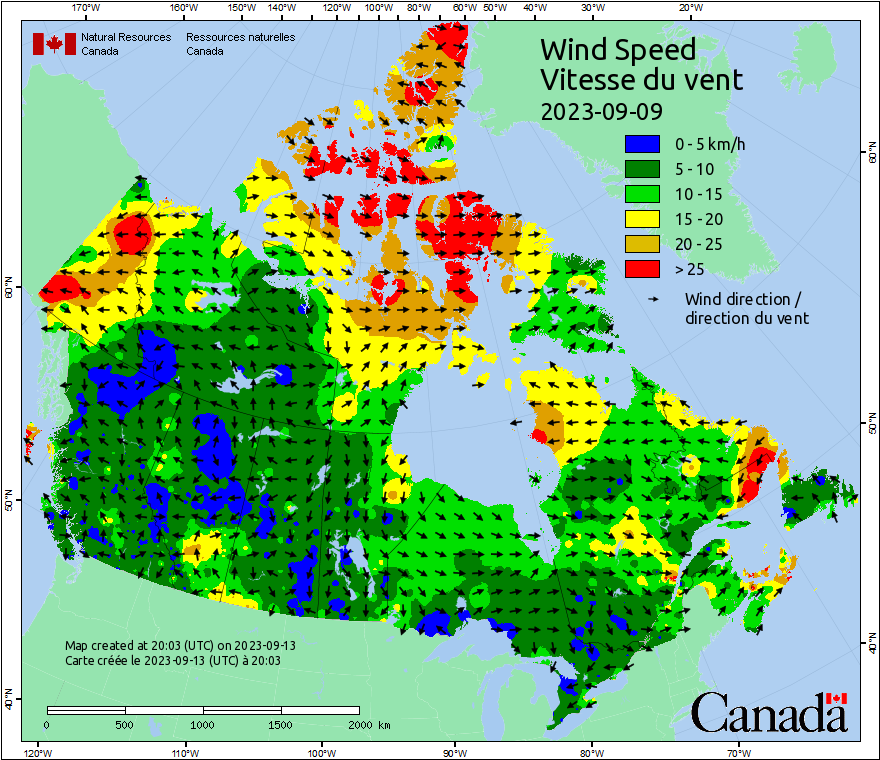 170°W 160°W 150°W 140°W 120°W 100°W 80°W 60°W 50°W 40°W 30°W 20°W
Natural Resources Ressources naturelles
Canada Canada
Wind Speed
Vitesse du vent
2023-09-09
0 - 5 km/h
5 - 10
10 - 15
15 - 20
20 - 25
> 25
Wind direction /
direction du vent
60°N
60°N
50°N
50°N
40°N
40°N
Map created at 20:03 (UTC) on 2023-09-13
Carte créée le 2023-09-13 (UTC) à 20:03
0 500 1000 1500 2000 km
Canada
120°W 110°W 100°W 90°W 80°W 70°W